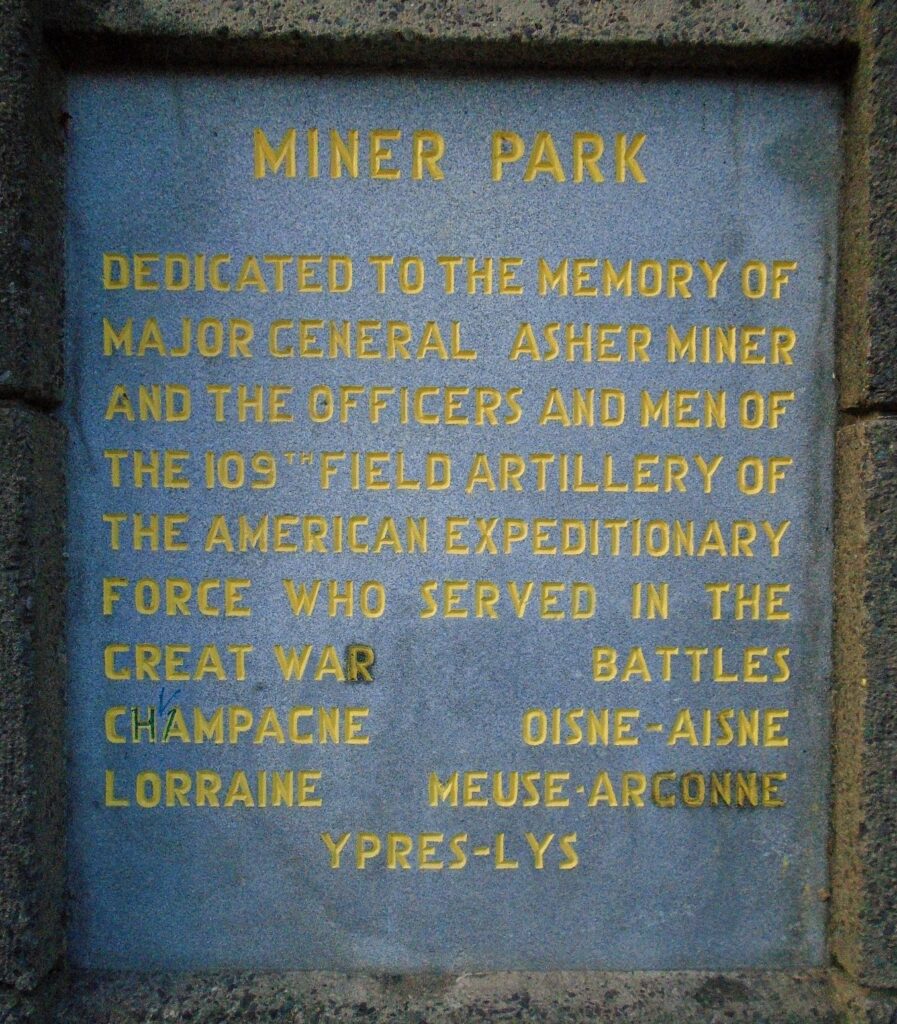 MINER PARK
DEDICATED TO THE MEMORY OF
MAJOR GENERAL ASHER MINER
AND THE OFFICERS AND MEN OF
THE 109TH FIELD ARTILLERY OF
THE AMERICAN EXPEDITIONARY
FORCE WHO SERVED IN THE
GREAT WAR BATTLES
CHAMPAGNE OISNE-AISNE
LORRAINE MEUSE-ARGONNE
YPRES-LYS